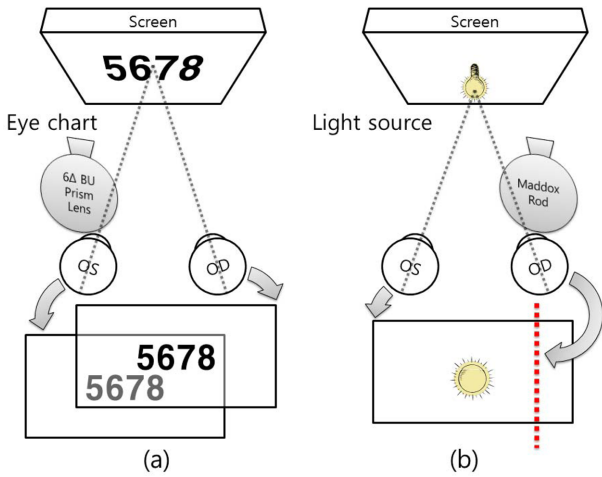 Screen
5678
Eye chart
6Δ BU
Prism
Lens
OS
OD
5678
5678
(a)
Screen
Light source
Maddox
Rod
OS
OD
(b)